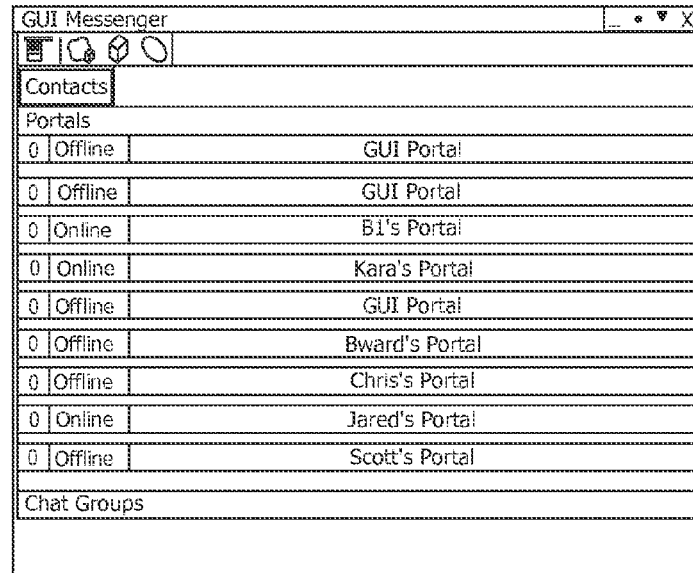 GUI Messenger X
Contacts
Portals
0 Offline GUI Portal
0 Offline GUI Portal
0 Online B1's Portal
0 Online Kara's Portal
0 Offline GUI Portal
0 Offline Bward's Portal
0 Offline Chris's Portal
0 Online Jared's Portal
0 Offline Scott's Portal
Chat Groups